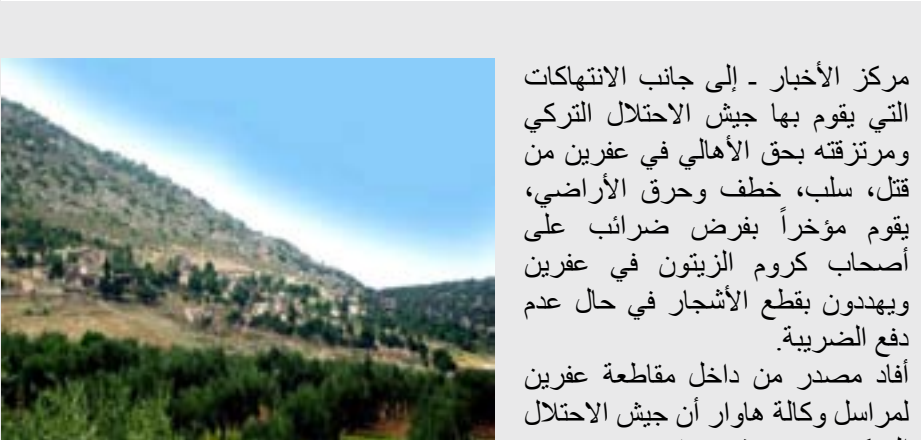 مركز الأخبار ـ إلى جانب الانتهاكات
التي يقوم بها جيش الاحتلال التركي
ومرتزقته بحق الأهالي في عفرين من
قتل، سلب، خطف وحرق الأراضي،
يقوم مؤخراً بفرض ضرائب على
أصحاب كروم الزيتون في عفرين
ويهددون بقطع الأشجار في حال عدم
دفع الضريبة.
أفاد مصدر من داخل مقاطعة عفرين
لمراسل وكالة هاوار أن جيش الاحتلال